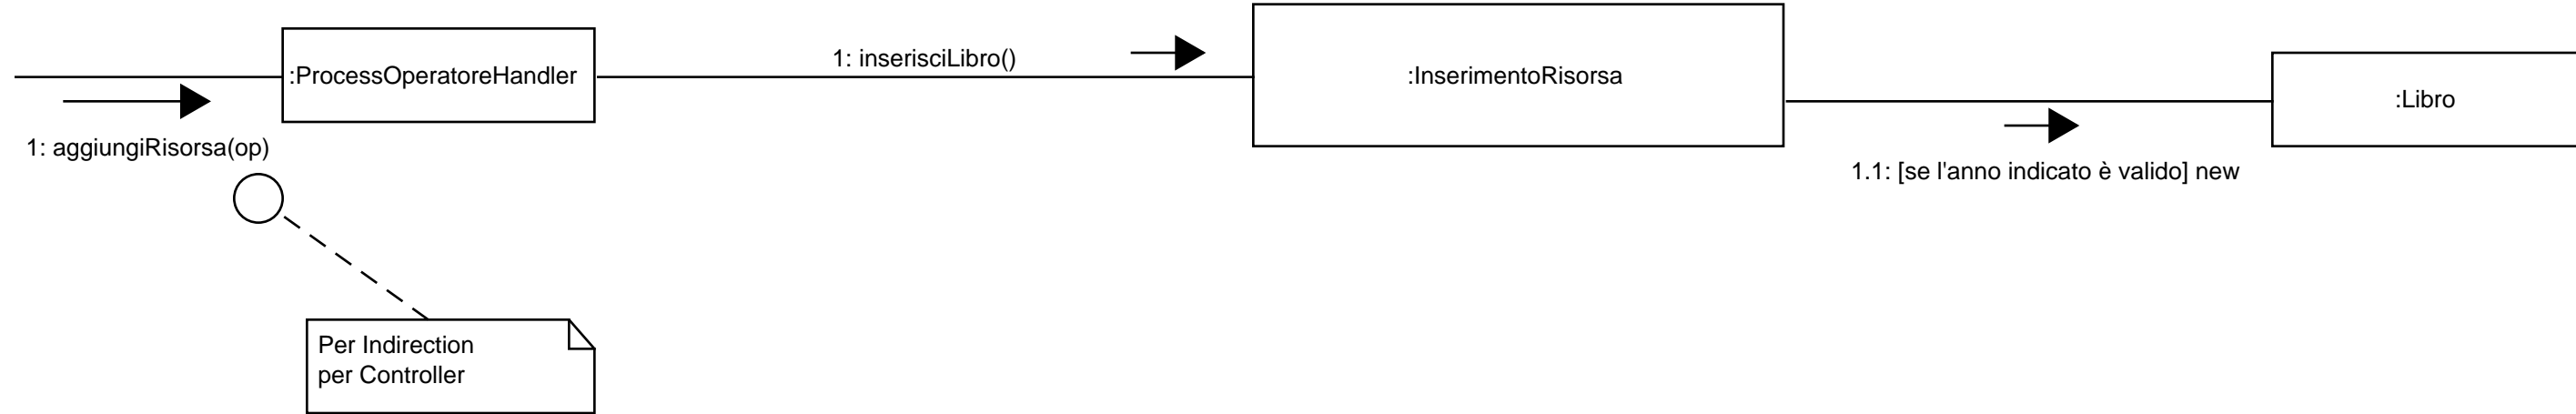 :ProcessOperatoreHandler
1: inserisciLibro()
:InserimentoRisorsa
:Libro
1: aggiungiRisorsa(op)
1.1: [se l'anno indicato è valido] new
Per Indirection
per Controller